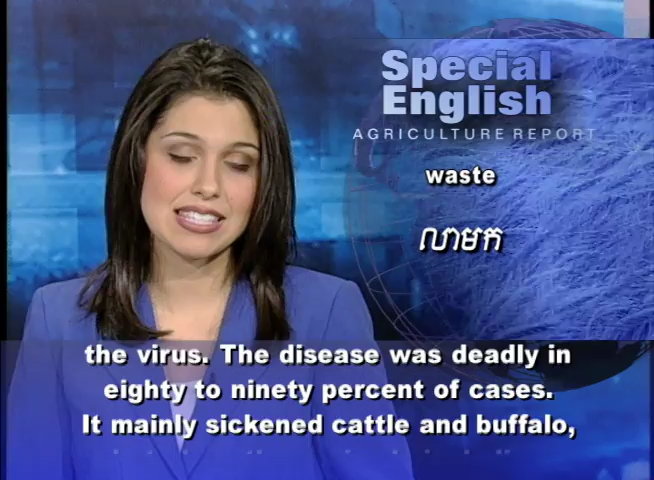 Special
English
AGRICULTURE REPORT
waste
លាមក
the virus. The disease was deadly in
eighty to ninety percent of cases.
It mainly sickened cattle and buffalo,